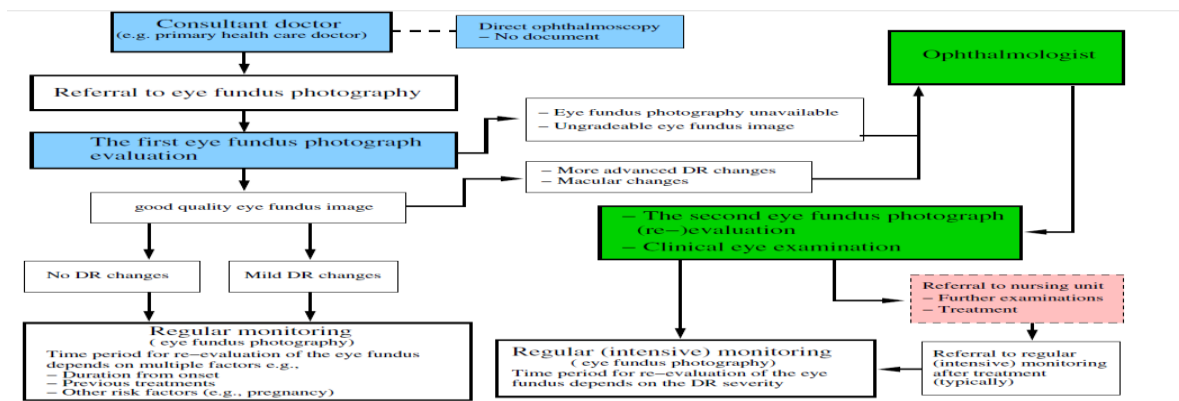 Consultant doctor
(e.g. primary health care doctor)
Direct ophthalmoscopy
– No document
Ophthalmologist
Referral to eye fundus photography
– Eye fundus photography unavailable
– Ungradeable eye fundus image
The first eye fundus photograph
evaluation
– More advanced DR changes
– Macular changes
good quality eye fundus image
– The second eye fundus photograph
(re–)evaluation
– Clinical eye examination
No DR changes
Mild DR changes
Referral to nursing unit
– Further examinations
– Treatment
Regular monitoring
( eye fundus photography)
Time period for re–evaluation of the eye fundus
depends on multiple factors e.g.,
– Duration from onset
– Previous treatments
– Other risk factors (e.g., pregnancy)
Regular (intensive) monitoring
( eye fundus photography)
Time period for re–evaluation of the eye
fundus depends on the DR severity
Referral to regular
(intensive) monitoring
after treatment
(typically)